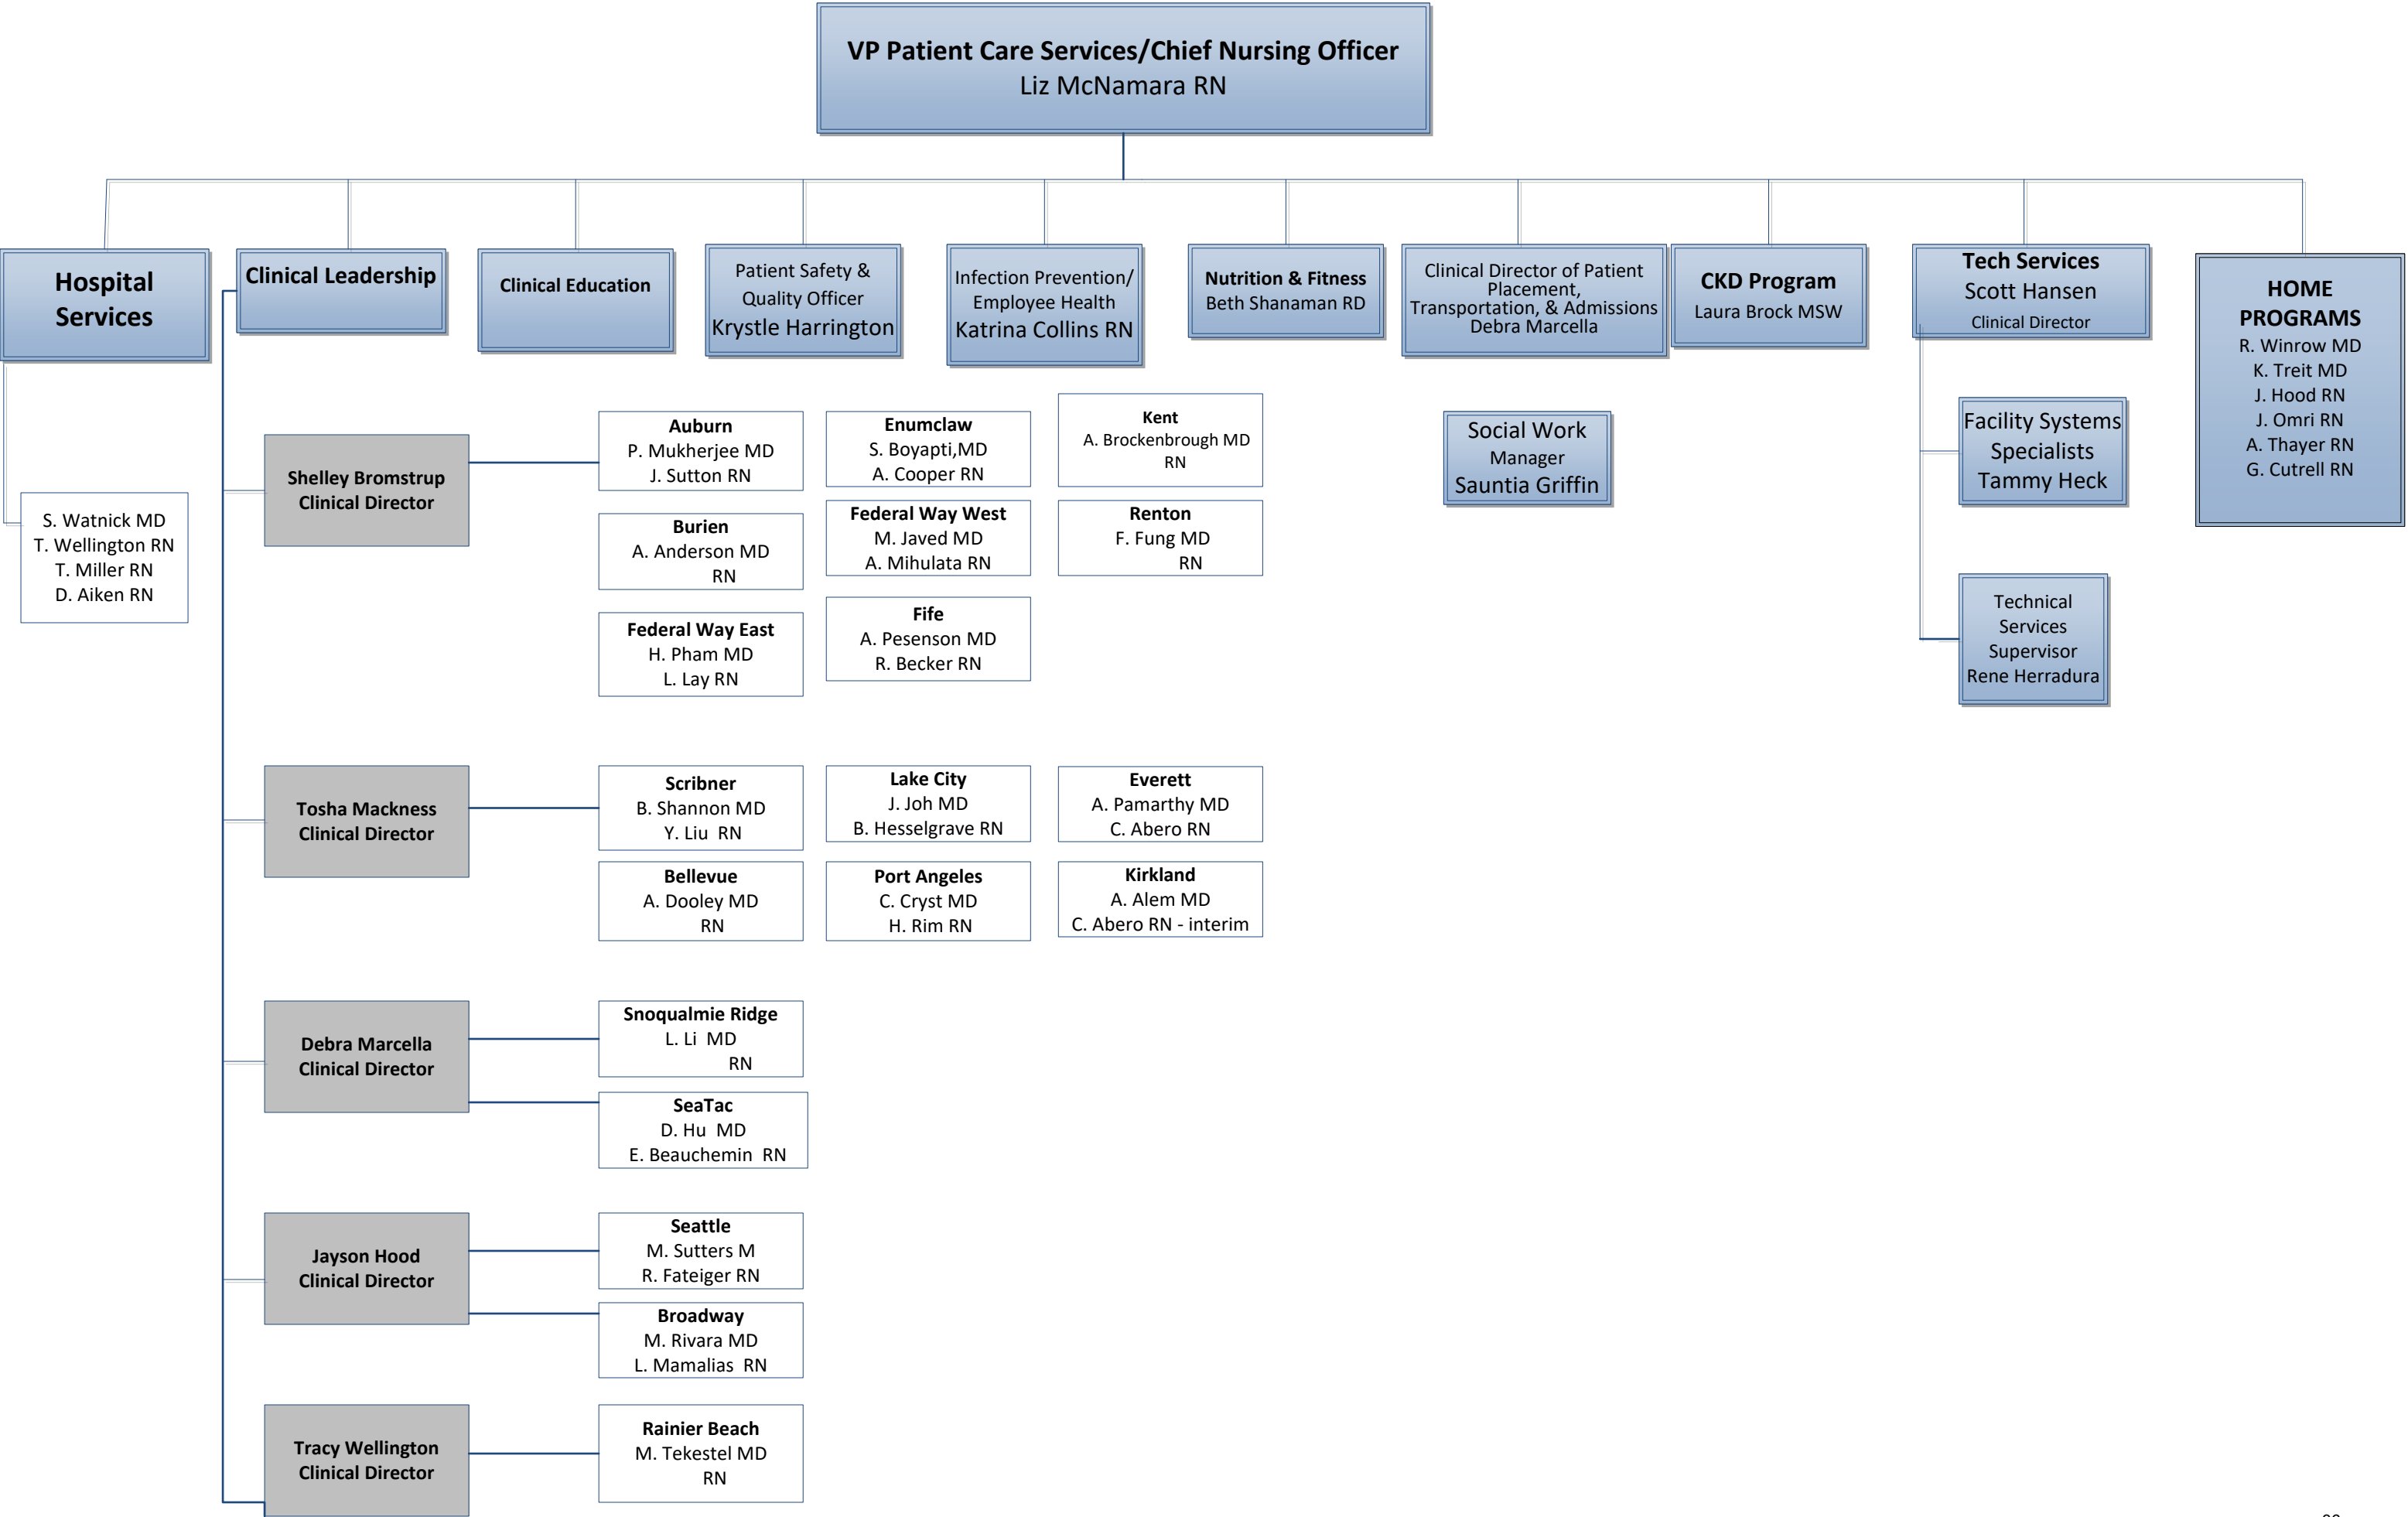 VP Patient Care Services/Chief Nursing Officer
Liz McNamara RN
Hospital
Services
Clinical Leadership
Clinical Education
Patient Safety &
Quality Officer
Krystle Harrington
Infection Prevention/
Employee Health
Katrina Collins RN
Nutrition & Fitness
Beth Shanaman RD
Clinical Director of Patient
Placement,
Transportation, & Admissions
Debra Marcella
CKD Program
Laura Brock MSW
Tech Services
Scott Hansen
Clinical Director
HOME
PROGRAMS
R. Winrow MD
K. Treit MD
J. Hood RN
J. Omri RN
A. Thayer RN
G. Cutrell RN
S. Watnick MD
T. Wellington RN
T. Miller RN
D. Aiken RN
Shelley Bromstrup
Clinical Director
Auburn
P. Mukherjee MD
J. Sutton RN
Enumclaw
S. Boyapti,MD
A. Cooper RN
Kent
A. Brockenbrough MD
RN
Burien
A. Anderson MD
RN
Federal Way West
M. Javed MD
A. Mihulata RN
Renton
F. Fung MD
RN
Federal Way East
H. Pham MD
L. Lay RN
Fife
A. Pesenson MD
R. Becker RN
Social Work
Manager
Sauntia Griffin
Facility Systems
Specialists
Tammy Heck
Technical
Services
Supervisor
Rene Herradura
Tosha Mackness
Clinical Director
Scribner
B. Shannon MD
Y. Liu RN
Lake City
J. Joh MD
B. Hesselgrave RN
Everett
A. Pamarthy MD
C. Abero RN
Bellevue
A. Dooley MD
RN
Port Angeles
C. Cryst MD
H. Rim RN
Kirkland
A. Alem MD
C. Abero RN - interim
Debra Marcella
Clinical Director
Snoqualmie Ridge
L. Li MD
RN
SeaTac
D. Hu MD
E. Beauchemin RN
Jayson Hood
Clinical Director
Seattle
M. Sutters M
R. Fateiger RN
Broadway
M. Rivara MD
L. Mamalias RN
Tracy Wellington
Clinical Director
Rainier Beach
M. Tekestel MD
RN